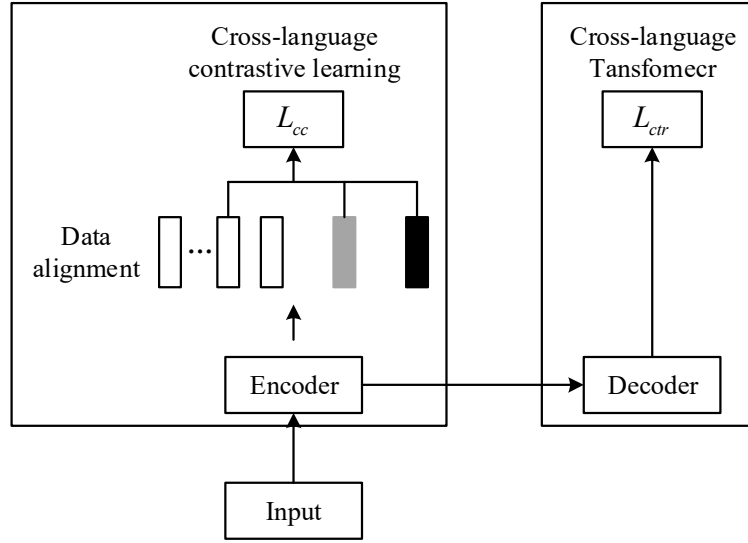 Cross-language
contrastive learning
L_cc
Data
alignment
...
Encoder
Input
Cross-language
Tansfomecr
L_ctr
Decoder